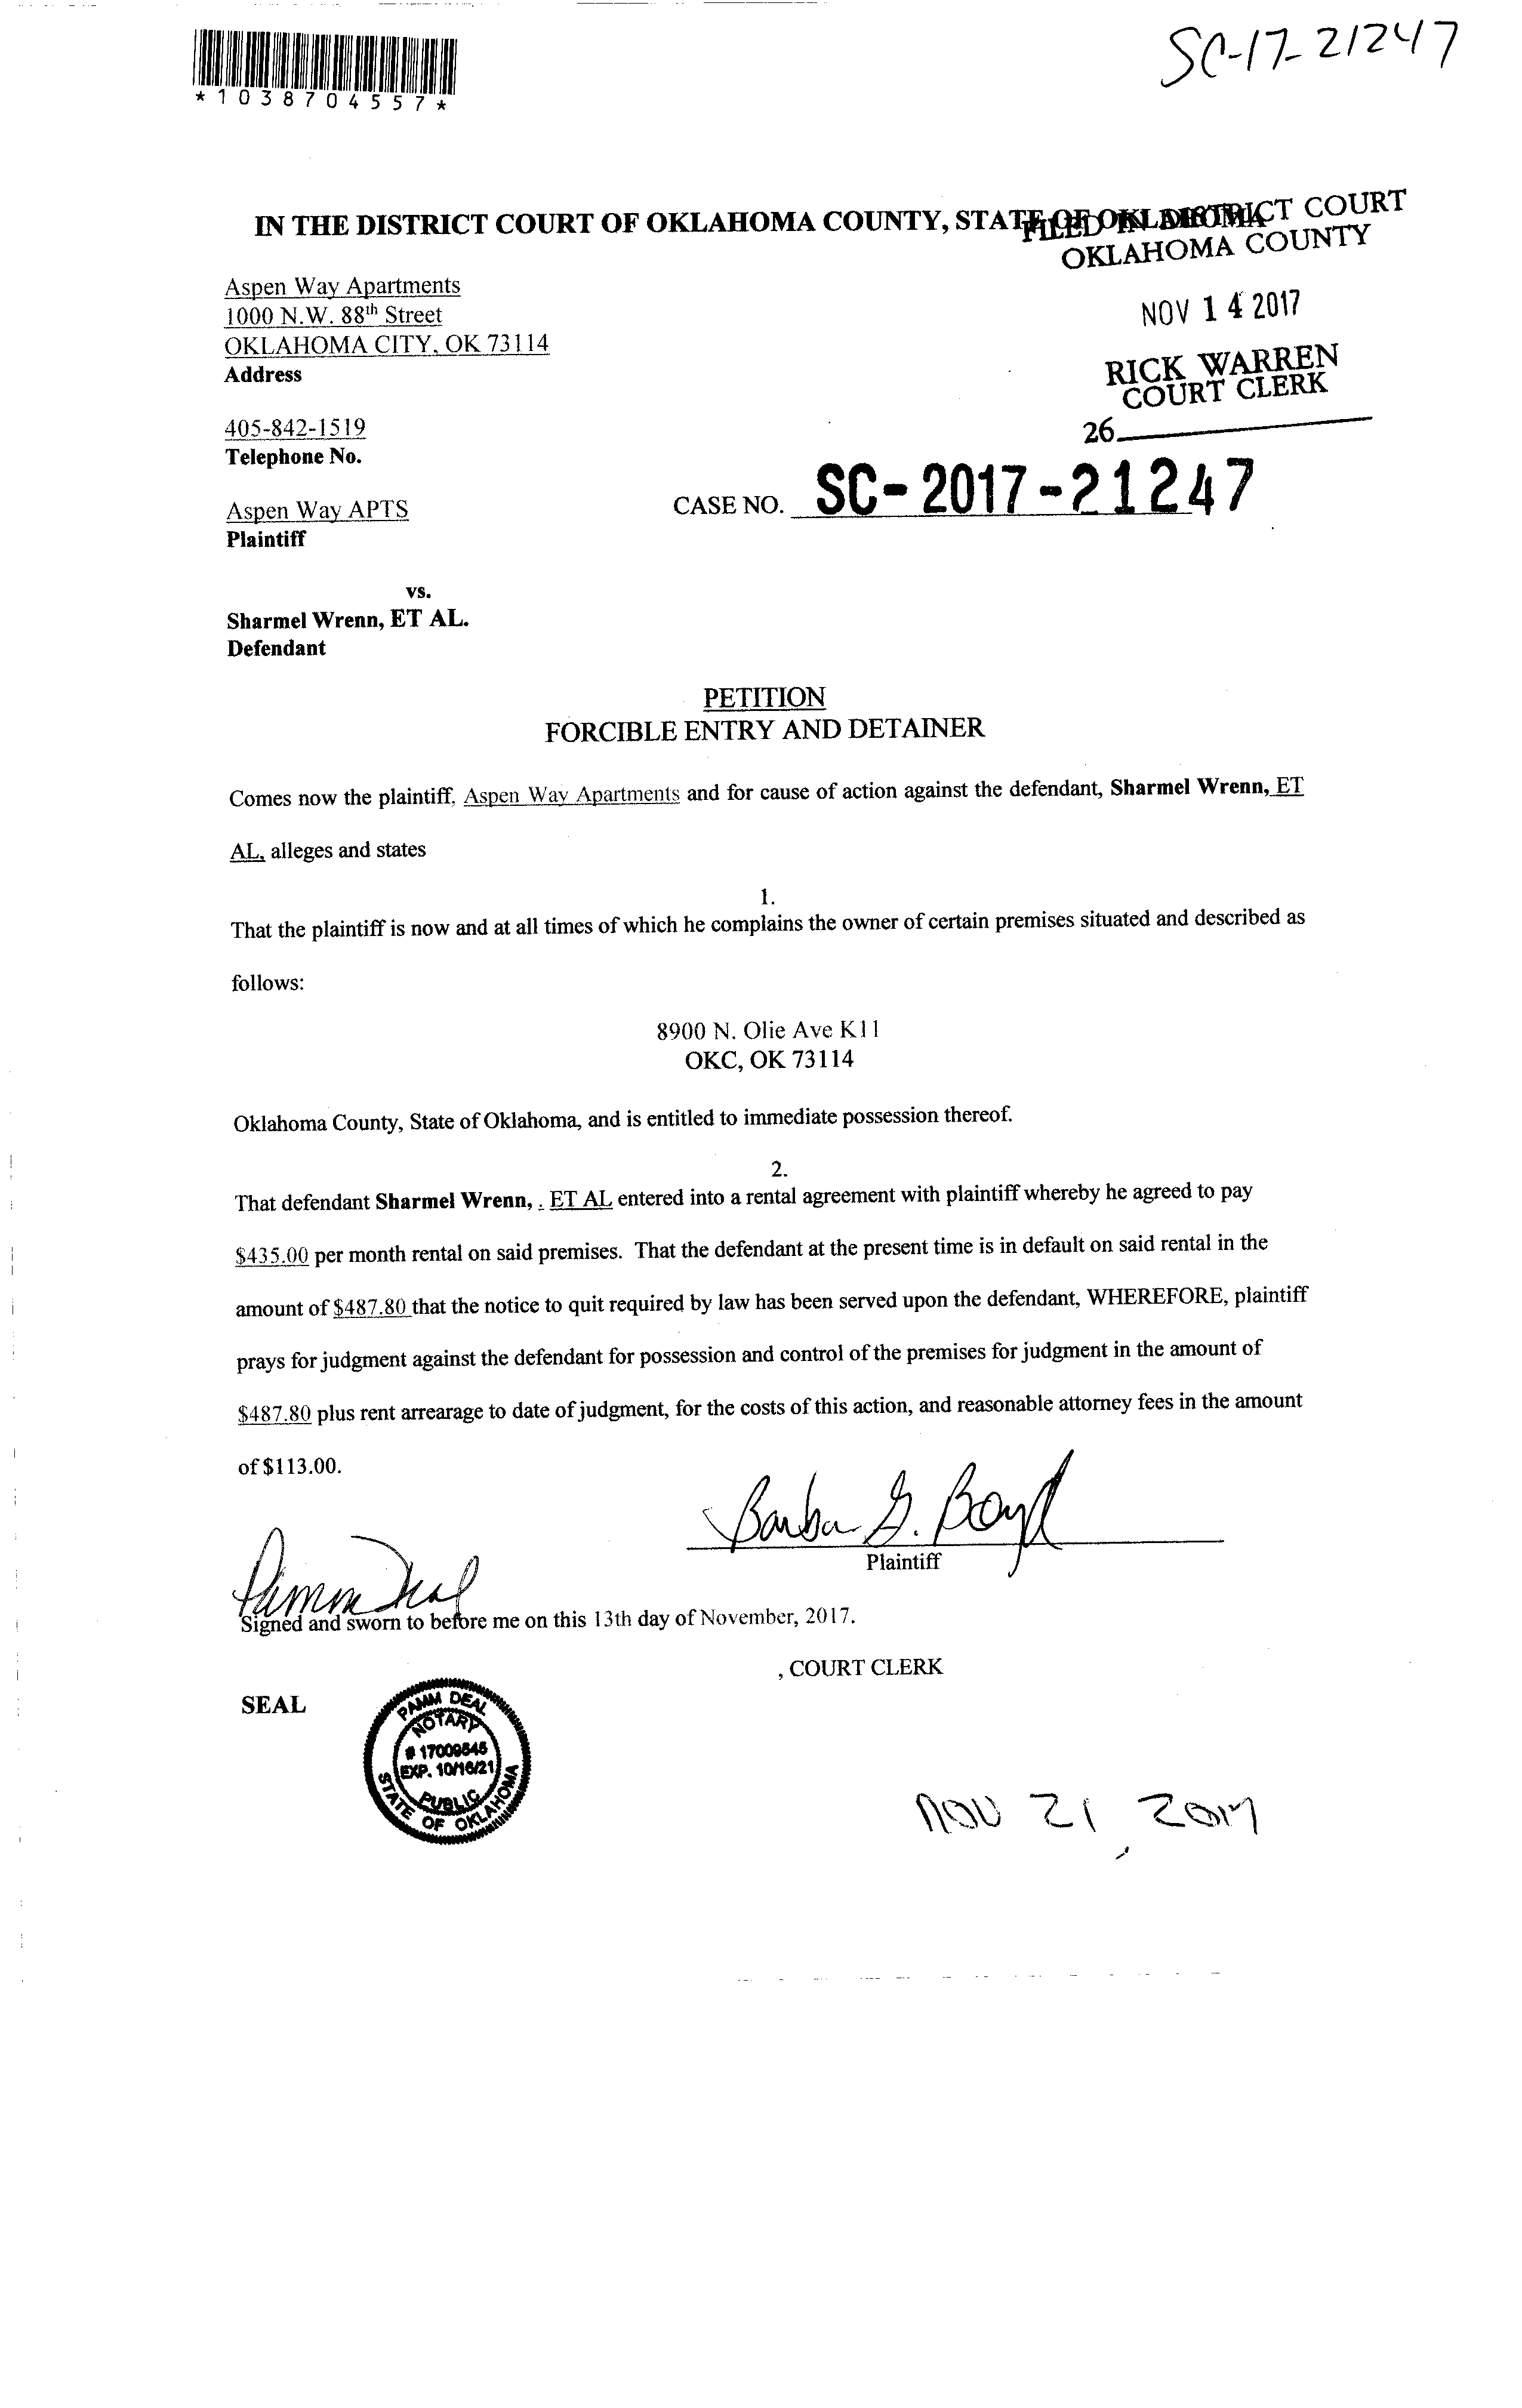 SC-17-21247
*1038704557*
IN THE DISTRICT COURT OF OKLAHOMA COUNTY, STATE OF OKLAHOMA
FILED IN DISTRICT COURT
OKLAHOMA COUNTY
Aspen Way Apartments
1000 N.W. 88th Street
OKLAHOMA CITY, OK 73114
Address
NOV 14 2017
RICK WARREN
COURT CLERK
26
405-842-1519
Telephone No.
CASE NO. SC-2017-21247
Aspen Way APTS
Plaintiff
vs.
Sharmel Wrenn, ET AL.
Defendant
PETITION
FORCIBLE ENTRY AND DETAINER
Comes now the plaintiff, Aspen Way Apartments and for cause of action against the defendant, Sharmel Wrenn, ET
AL, alleges and states
1.
That the plaintiff is now and at all times of which he complains the owner of certain premises situated and described as
follows:
8900 N. Olie Ave K11
OKC, OK 73114
Oklahoma County, State of Oklahoma, and is entitled to immediate possession thereof.
2.
That defendant Sharmel Wrenn, . ET AL entered into a rental agreement with plaintiff whereby he agreed to pay
$435.00 per month rental on said premises. That the defendant at the present time is in default on said rental in the
amount of $487.80 that the notice to quit required by law has been served upon the defendant, WHEREFORE, plaintiff
prays for judgment against the defendant for possession and control of the premises for judgment in the amount of
$487.80 plus rent arrearage to date of judgment, for the costs of this action, and reasonable attorney fees in the amount
of $113.00.
Barba G. Boyd
Plaintiff
Pamm Deal
Signed and sworn to before me on this 13th day of November, 2017.
, COURT CLERK
SEAL
PAMM DEAL
NOTARY
# 17009545
EXP. 10/16/21
PUBLIC
STATE OF OKLAHOMA
NOV 21, 2017